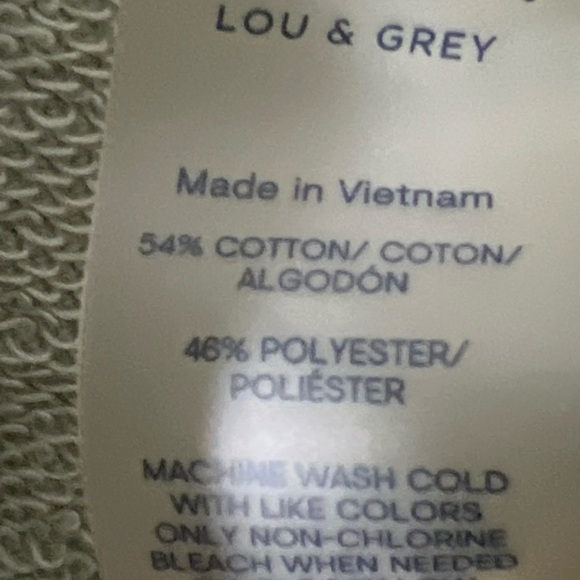 LOU & GREY
Made in Vietnam
54% COTTON/ COTON/
ALGODÓN
46% POLYESTER/
POLIÉSTER
MACHINE WASH COLD
WITH LIKE COLORS
ONLY NON-CHLORINE
BLEACH WHEN NEEDED